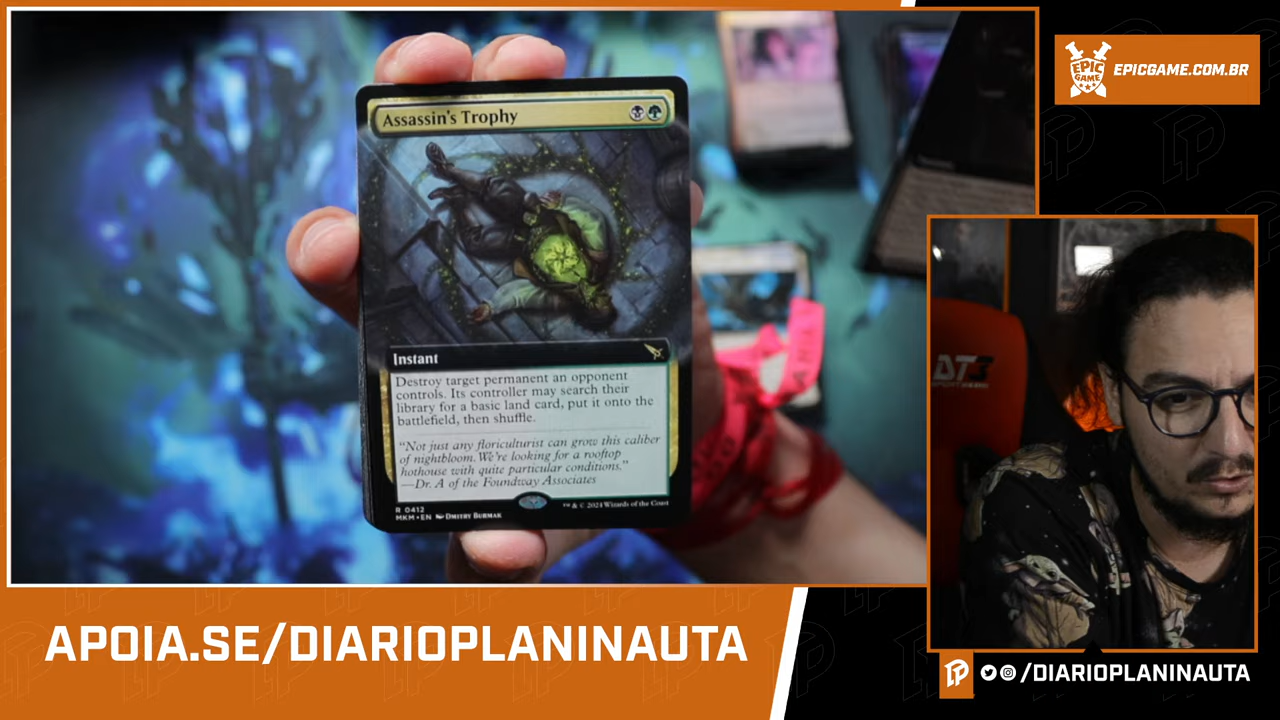 Assassin's Trophy
Instant
Destroy target permanent an opponent
controls. Its controller may search their
library for a basic land card, put it onto the
battlefield, then shuffle.
"Not just any floriculturist can grow this caliber
of nightbloom. We're looking for a rooftop
hothouse with quite particular conditions."
—Dr. A of the Foundway Associates
R 0412
MKM • EN Dmitry Burmak
™ & © 2024 Wizards of the Coast
EPIC
GAME
EPICGAME.COM.BR
DT3
APOIA.SE/DIARIOPLANINAUTA
/DIARIOPLANINAUTA